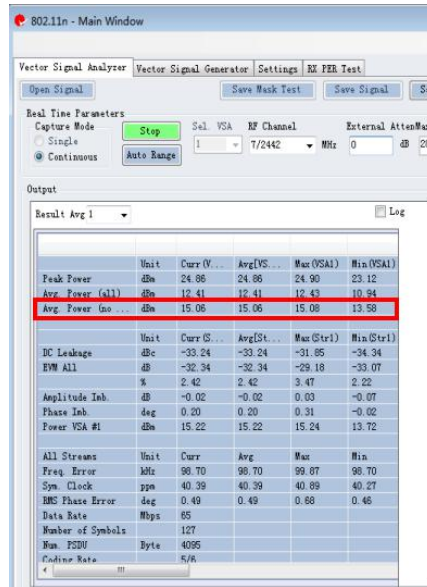 802.11n - Main Window
Vector Signal Analyzer Vector Signal Generator Settings RX PER Test
Open Signal Save Mask Test Save Signal
Real Time Parameters
Capture Mode Sel. VSA RF Channel External Atten
Single Stop 1 7/2442 MHz 0 dB
Continuous Auto Range
Output
Result Avg 1 Log
Unit Curr(V... Avg[VS... Max(VSA1) Min(VSA1)
Peak Power dBm 24.86 24.86 24.90 23.12
Avg. Power (all) dBm 12.41 12.41 12.43 10.94
Avg. Power (no ... dBm 15.06 15.06 15.08 13.58
Unit Curr(S... Avg[St... Max(Str1) Min(Str1)
DC Leakage dBc -33.24 -33.24 -31.85 -34.34
EVM All dB -32.34 -32.34 -29.18 -33.07
% 2.42 2.42 3.47 2.22
Amplitude Imb. dB -0.02 -0.02 0.03 -0.07
Phase Imb. deg 0.20 0.20 0.31 -0.02
Power VSA #1 dBm 15.22 15.22 15.24 13.72
All Streams Unit Curr Avg Max Min
Freq. Error kHz 98.70 98.70 99.87 98.70
Sym. Clock ppm 40.39 40.39 40.89 40.27
RMS Phase Error deg 0.49 0.49 0.68 0.46
Data Rate Mbps 65
Number of Symbols 127
Num. PSDU Byte 4095
Coding Rate 5/6